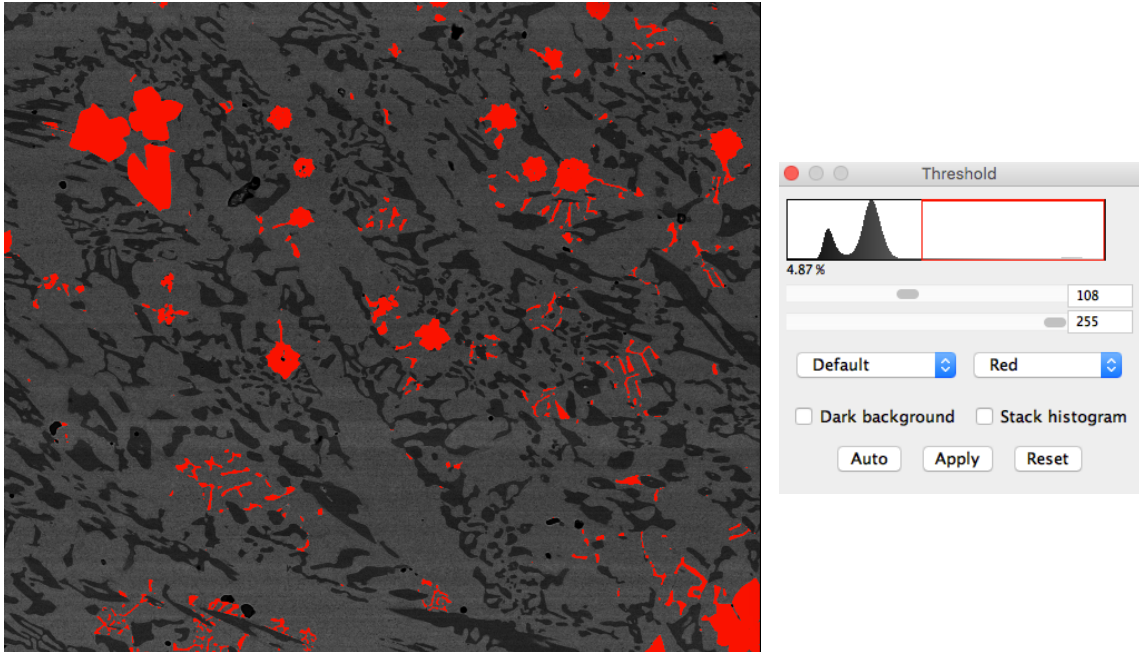 Threshold
4.87 %
108
255
Default Red
Dark background Stack histogram
Auto Apply Reset